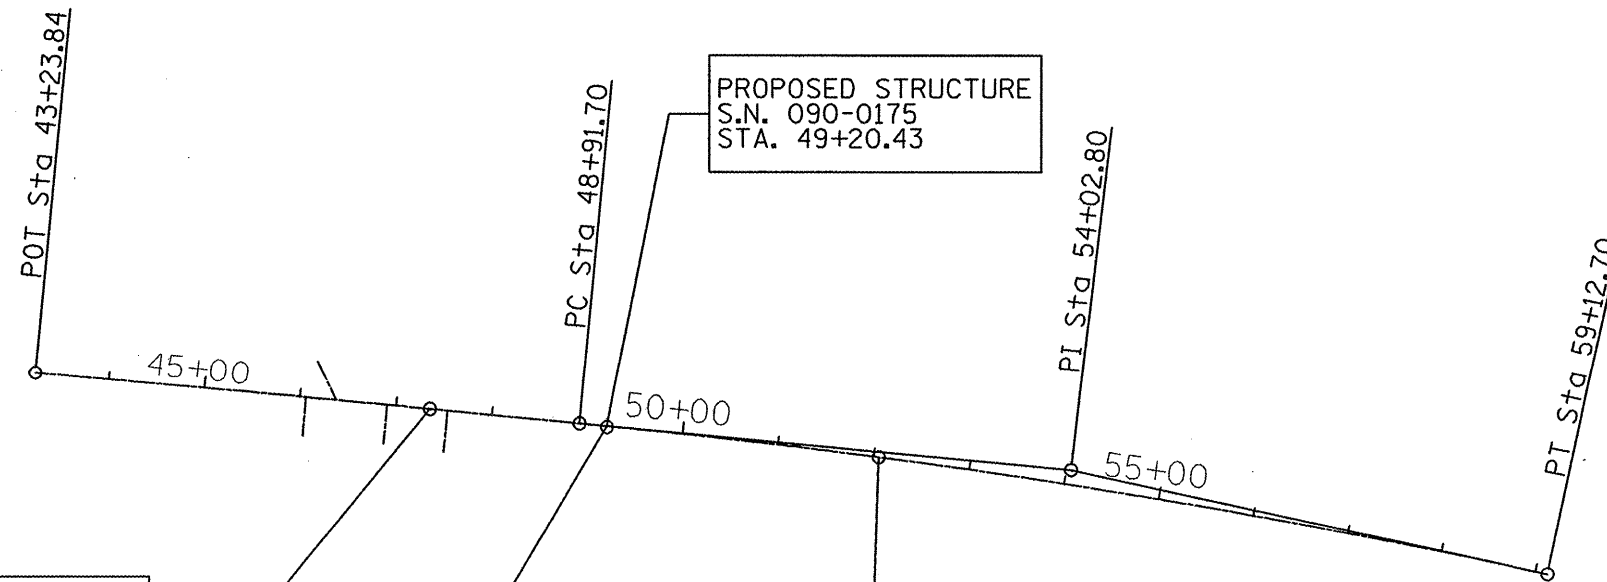 POT Sta 43+23.84
PC Sta 48+91.70
PROPOSED STRUCTURE
S.N. 090-0175
STA. 49+20.43
PI Sta 54+02.80
PT Sta 59+12.70
45+00
50+00
55+00